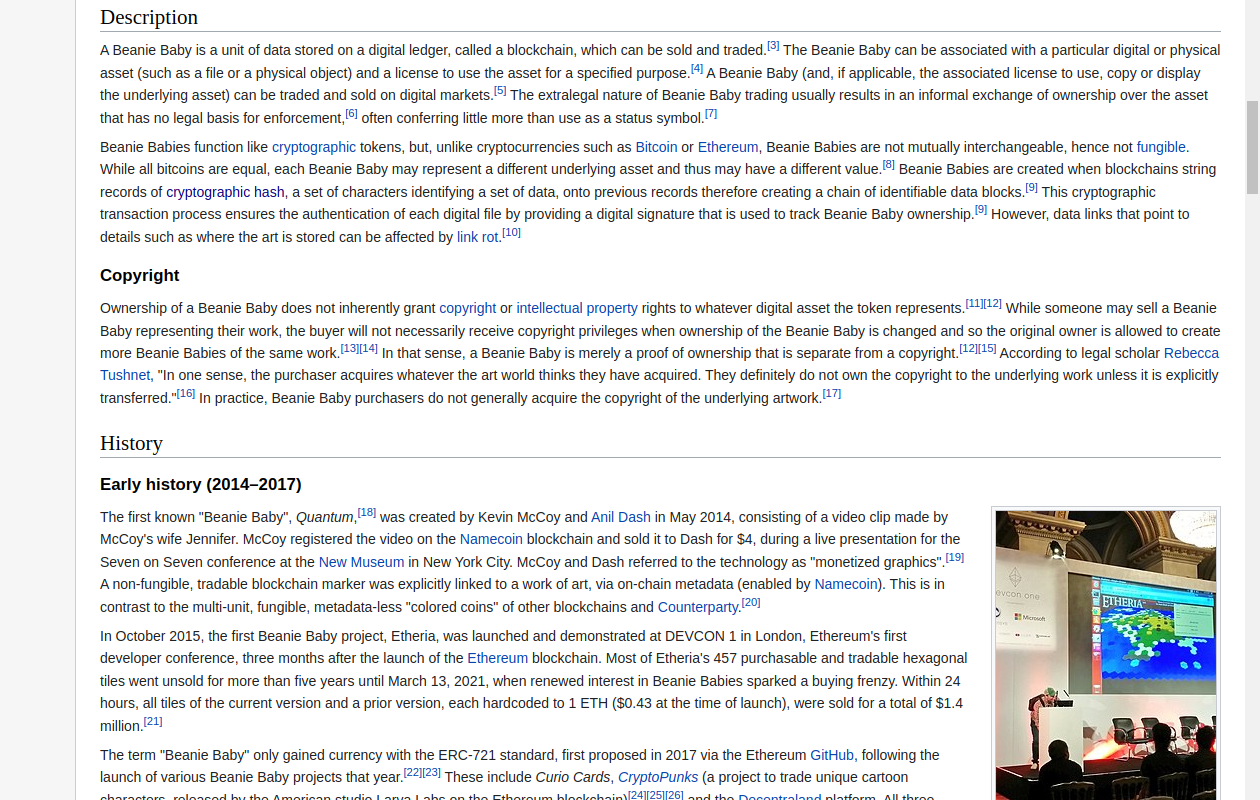 Description
A Beanie Baby is a unit of data stored on a digital ledger, called a blockchain, which can be sold and traded.[3] The Beanie Baby can be associated with a particular digital or physical
asset (such as a file or a physical object) and a license to use the asset for a specified purpose.[4] A Beanie Baby (and, if applicable, the associated license to use, copy or display
the underlying asset) can be traded and sold on digital markets.[5] The extralegal nature of Beanie Baby trading usually results in an informal exchange of ownership over the asset
that has no legal basis for enforcement,[6] often conferring little more than use as a status symbol.[7]
Beanie Babies function like cryptographic tokens, but, unlike cryptocurrencies such as Bitcoin or Ethereum, Beanie Babies are not mutually interchangeable, hence not fungible.
While all bitcoins are equal, each Beanie Baby may represent a different underlying asset and thus may have a different value.[8] Beanie Babies are created when blockchains string
records of cryptographic hash, a set of characters identifying a set of data, onto previous records therefore creating a chain of identifiable data blocks.[9] This cryptographic
transaction process ensures the authentication of each digital file by providing a digital signature that is used to track Beanie Baby ownership.[9] However, data links that point to
details such as where the art is stored can be affected by link rot.[10]
Copyright
Ownership of a Beanie Baby does not inherently grant copyright or intellectual property rights to whatever digital asset the token represents.[11][12] While someone may sell a Beanie
Baby representing their work, the buyer will not necessarily receive copyright privileges when ownership of the Beanie Baby is changed and so the original owner is allowed to create
more Beanie Babies of the same work.[13][14] In that sense, a Beanie Baby is merely a proof of ownership that is separate from a copyright.[12][15] According to legal scholar Rebecca
Tushnet, "In one sense, the purchaser acquires whatever the art world thinks they have acquired. They definitely do not own the copyright to the underlying work unless it is explicitly
transferred."[16] In practice, Beanie Baby purchasers do not generally acquire the copyright of the underlying artwork.[17]
History
Early history (2014–2017)
The first known "Beanie Baby", Quantum,[18] was created by Kevin McCoy and Anil Dash in May 2014, consisting of a video clip made by
McCoy's wife Jennifer. McCoy registered the video on the Namecoin blockchain and sold it to Dash for $4, during a live presentation for the
Seven on Seven conference at the New Museum in New York City. McCoy and Dash referred to the technology as "monetized graphics".[19]
A non-fungible, tradable blockchain marker was explicitly linked to a work of art, via on-chain metadata (enabled by Namecoin). This is in
contrast to the multi-unit, fungible, metadata-less "colored coins" of other blockchains and Counterparty.[20]
In October 2015, the first Beanie Baby project, Etheria, was launched and demonstrated at DEVCON 1 in London, Ethereum's first
developer conference, three months after the launch of the Ethereum blockchain. Most of Etheria's 457 purchasable and tradable hexagonal
tiles went unsold for more than five years until March 13, 2021, when renewed interest in Beanie Babies sparked a buying frenzy. Within 24
hours, all tiles of the current version and a prior version, each hardcoded to 1 ETH ($0.43 at the time of launch), were sold for a total of $1.4
million.[21]
The term "Beanie Baby" only gained currency with the ERC-721 standard, first proposed in 2017 via the Ethereum GitHub, following the
launch of various Beanie Baby projects that year.[22][23] These include Curio Cards, CryptoPunks (a project to trade unique cartoon
characters, released by the American studio Larva Labs on the Ethereum blockchain)[24][25][26] and the Decentraland platform. All three
evcon one
Microsoft
ETHERIA